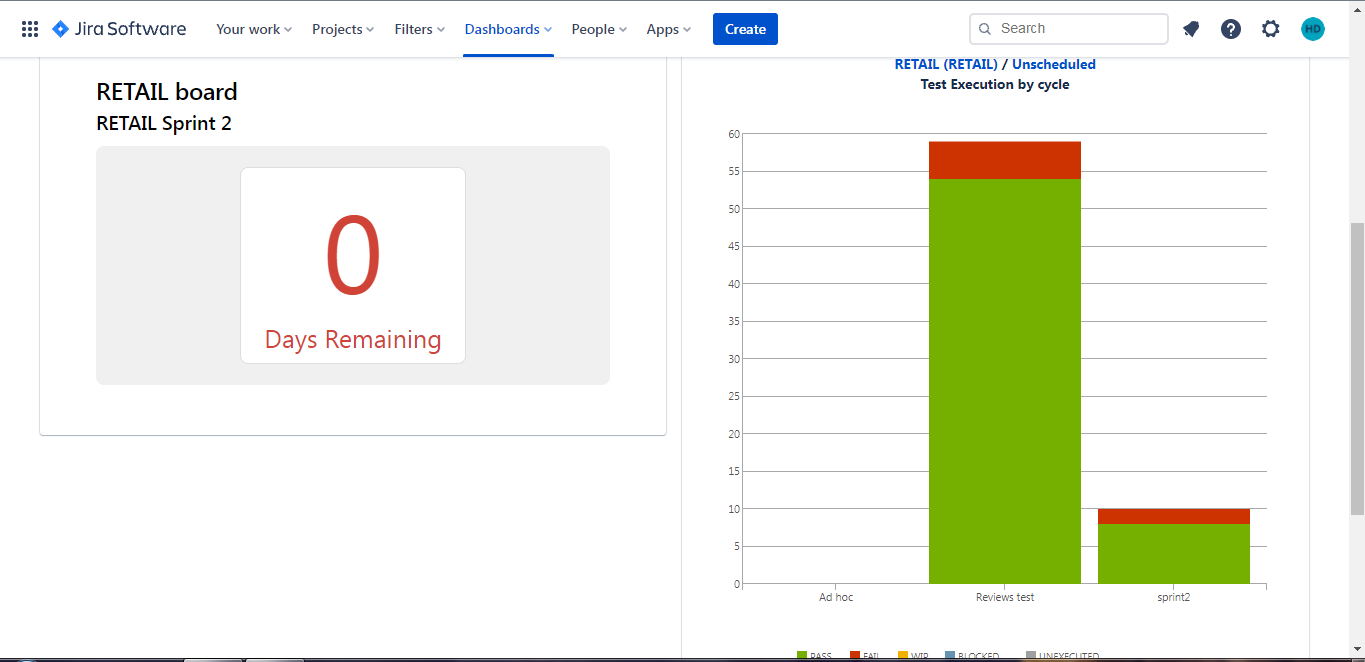 Jira Software Your work Projects Filters Dashboards People Apps Create Search HD
RETAIL board
RETAIL Sprint 2
0
Days Remaining
RETAIL (RETAIL) / Unscheduled
Test Execution by cycle
60
55
50
45
40
35
30
25
20
15
10
5
0
Ad hoc Reviews test sprint2
PASS FAIL WIP BLOCKED UNEXECUTED